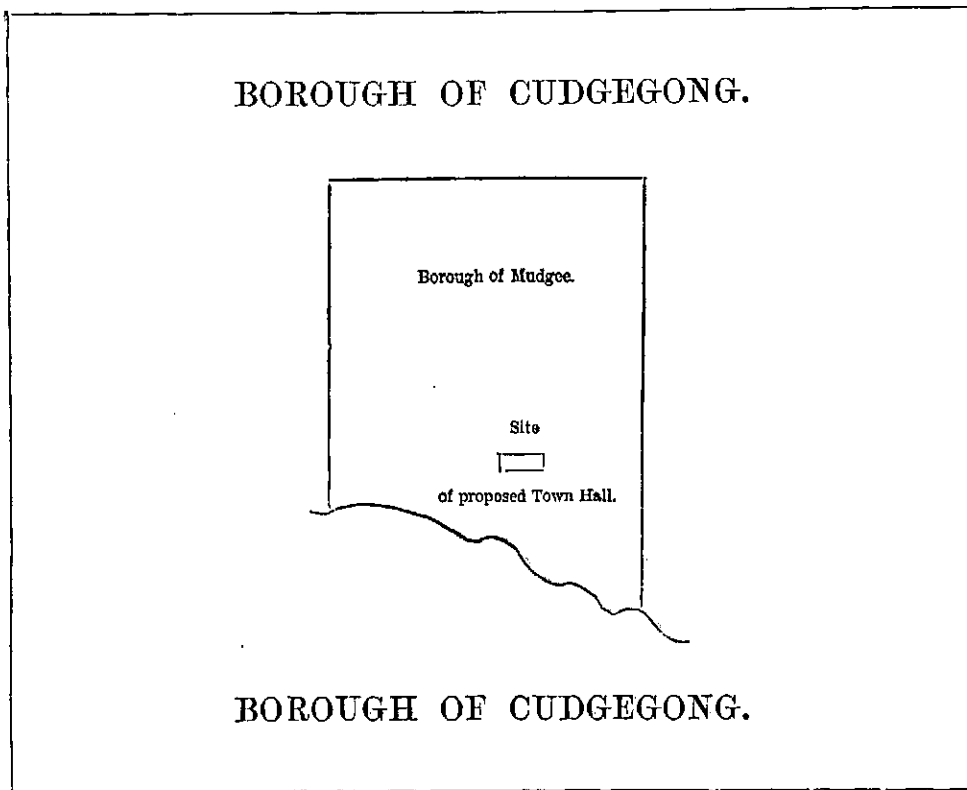 BOROUGH OF CUDGEGONG.
Borough of Mudgee.
Site
of proposed Town Hall.
BOROUGH OF CUDGEGONG.